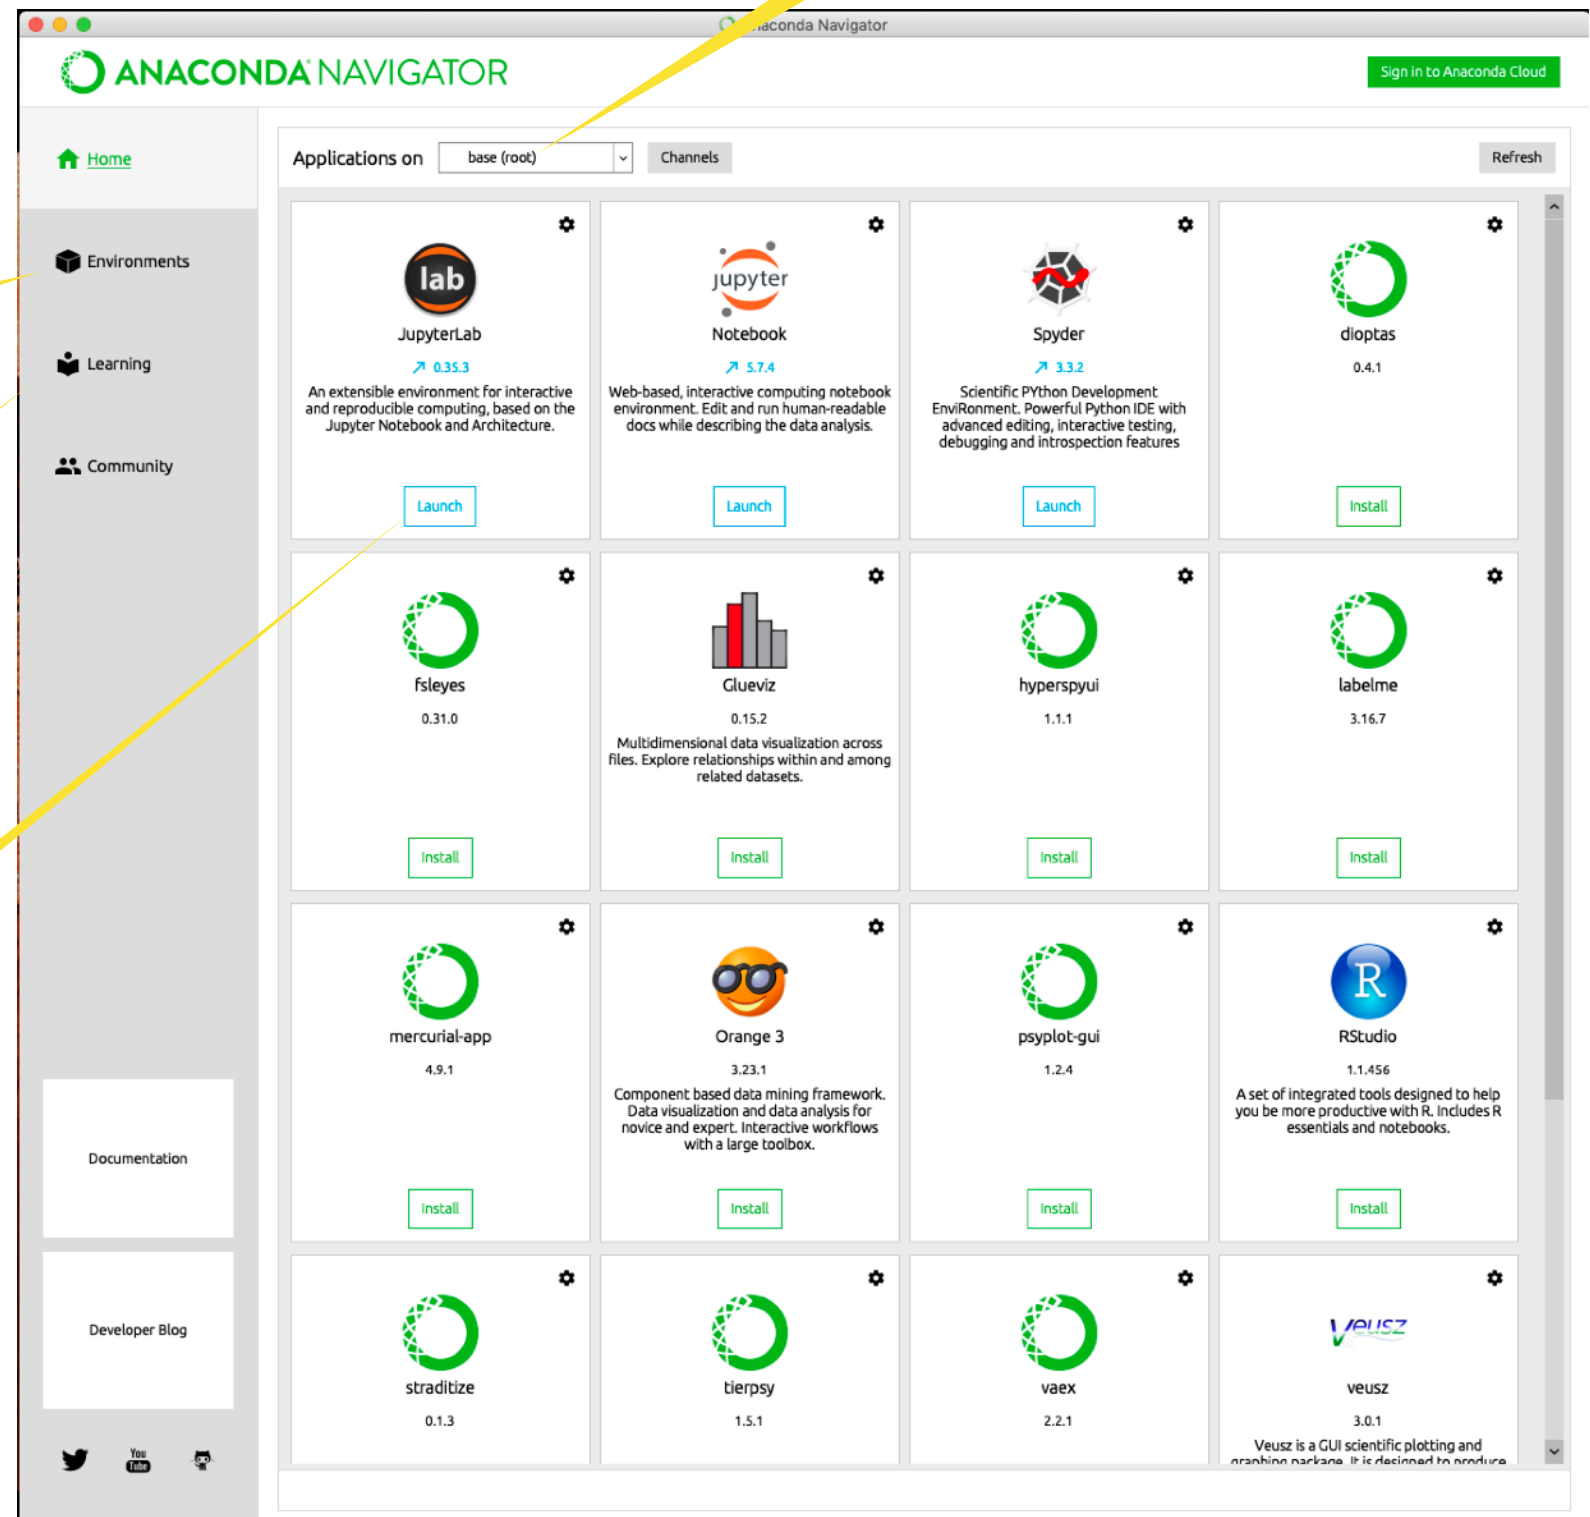 Anaconda Navigator
ANACONDA NAVIGATOR
Sign in to Anaconda Cloud
Home
Applications on
base (root)
Channels
Refresh
Environments
Learning
Community
lab
JupyterLab
0.35.3
An extensible environment for interactive
and reproducible computing, based on the
Jupyter Notebook and Architecture.
Launch
jupyter
Notebook
5.7.4
Web-based, interactive computing notebook
environment. Edit and run human-readable
docs while describing the data analysis.
Launch
Spyder
3.3.2
Scientific PYthon Development
EnviRonment. Powerful Python IDE with
advanced editing, interactive testing,
debugging and introspection features
Launch
dioptas
0.4.1
Install
fsleyes
0.31.0
Install
Glueviz
0.15.2
Multidimensional data visualization across
files. Explore relationships within and among
related datasets.
Install
hyperspyui
1.1.1
Install
labelme
3.16.7
Install
mercurial-app
4.9.1
Install
Orange 3
3.23.1
Component based data mining framework.
Data visualization and data analysis for
novice and expert. Interactive workflows
with a large toolbox.
Install
psyplot-gui
1.2.4
Install
R
RStudio
1.1.456
A set of integrated tools designed to help
you be more productive with R. Includes R
essentials and notebooks.
Install
straditize
0.1.3
tierpsy
1.5.1
vaex
2.2.1
Veusz
veusz
3.0.1
Veusz is a GUI scientific plotting and
graphing package. It is designed to produce
Documentation
Developer Blog
You
Tube